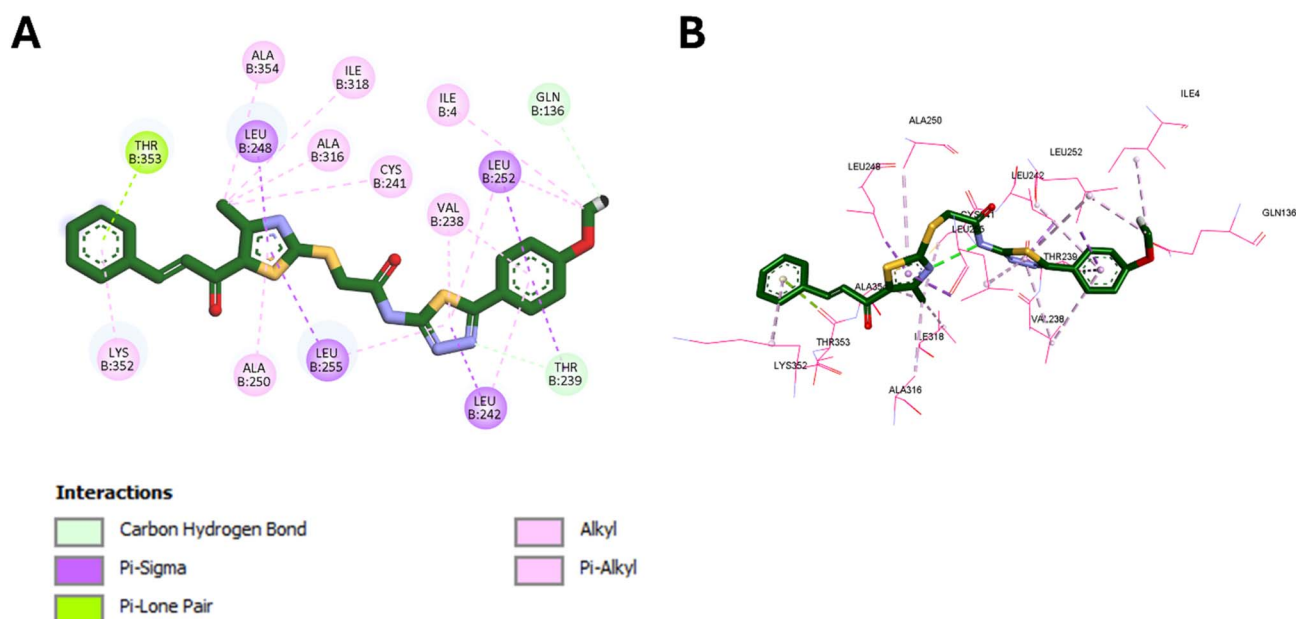 A
ALA
B:354
ILE
B:318
ILE
B:4
GLN
B:136
THR
B:353
LEU
B:248
ALA
B:316
CYS
B:241
LEU
B:252
VAL
B:238
LYS
B:352
ALA
B:250
LEU
B:255
LEU
B:242
THR
B:239
B
ILE4
ALA250
LEU252
LEU248
LEU242
GLN136
THR239
VAL238
ILE318
THR353
LYS352
ALA316
Interactions
Carbon Hydrogen Bond
Pi-Sigma
Pi-Lone Pair
Alkyl
Pi-Alkyl